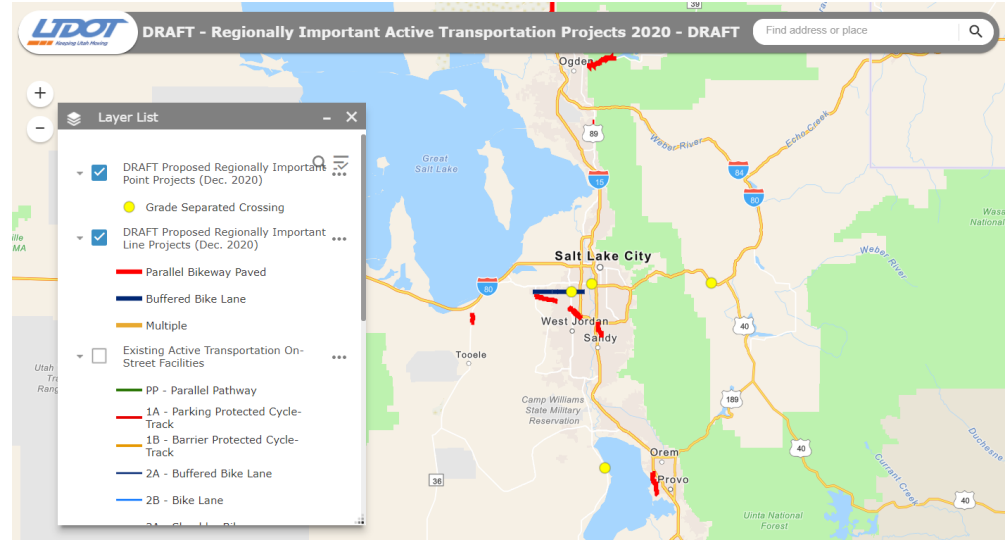 UDOT
Keeping Utah Moving
DRAFT - Regionally Important Active Transportation Projects 2020 - DRAFT
Find address or place
+
−
Layer List
DRAFT Proposed Regionally Important
Point Projects (Dec. 2020)
Grade Separated Crossing
DRAFT Proposed Regionally Important
Line Projects (Dec. 2020)
Parallel Bikeway Paved
Buffered Bike Lane
Multiple
Existing Active Transportation On-
Street Facilities
PP - Parallel Pathway
1A - Parking Protected Cycle-
Track
1B - Barrier Protected Cycle-
Track
2A - Buffered Bike Lane
2B - Bike Lane
39
Ogden
89
Weber River
Echo Creek
Great
Salt Lake
15
84
80
National
Weber River
Salt Lake City
80
West Jordan
Sandy
40
Tooele
Utah
MA
Camp Williams
State Military
Reservation
189
Orem
Provo
40
36
Duchesne
Currant Creek
40
Uinta National
Forest